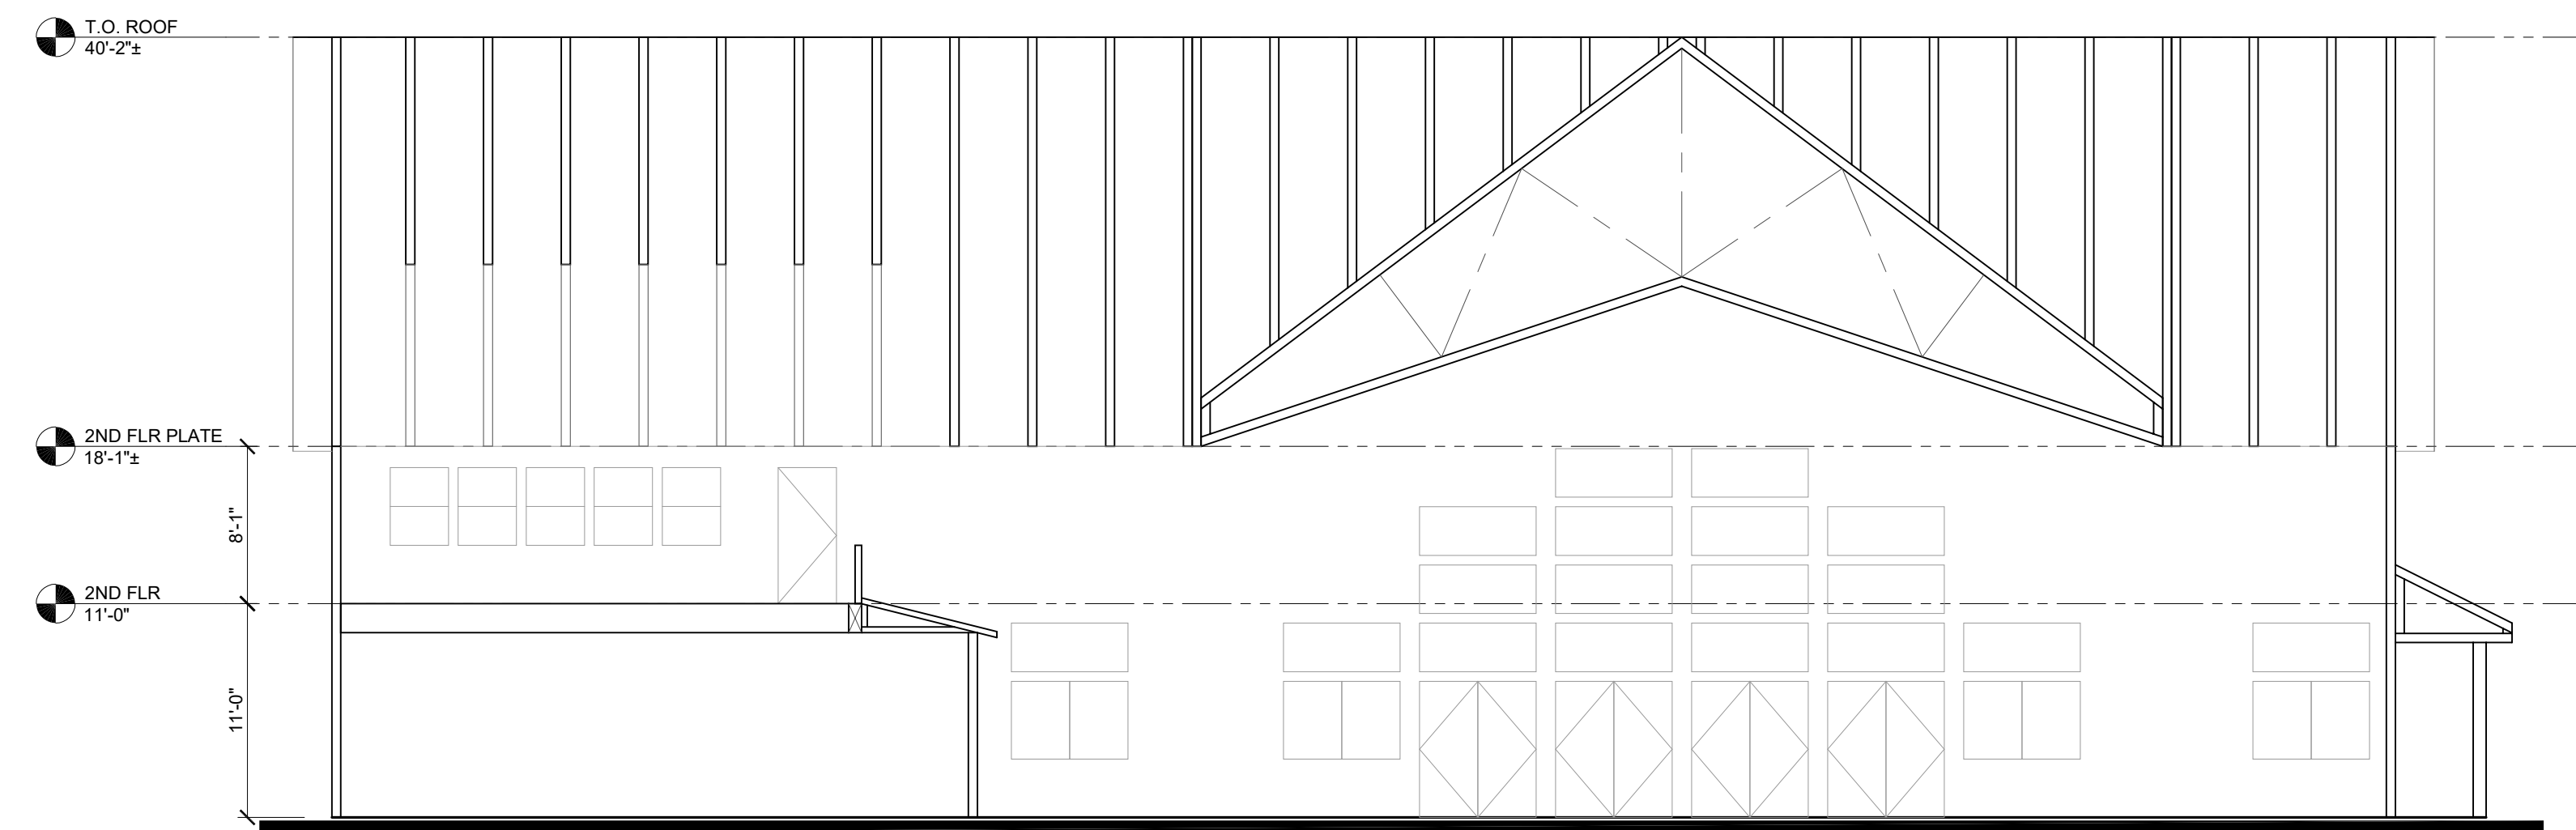 T.O. ROOF
40'-2"±
2ND FLR PLATE
18'-1"±
8'-1"
2ND FLR
11'-0"
11'-0"